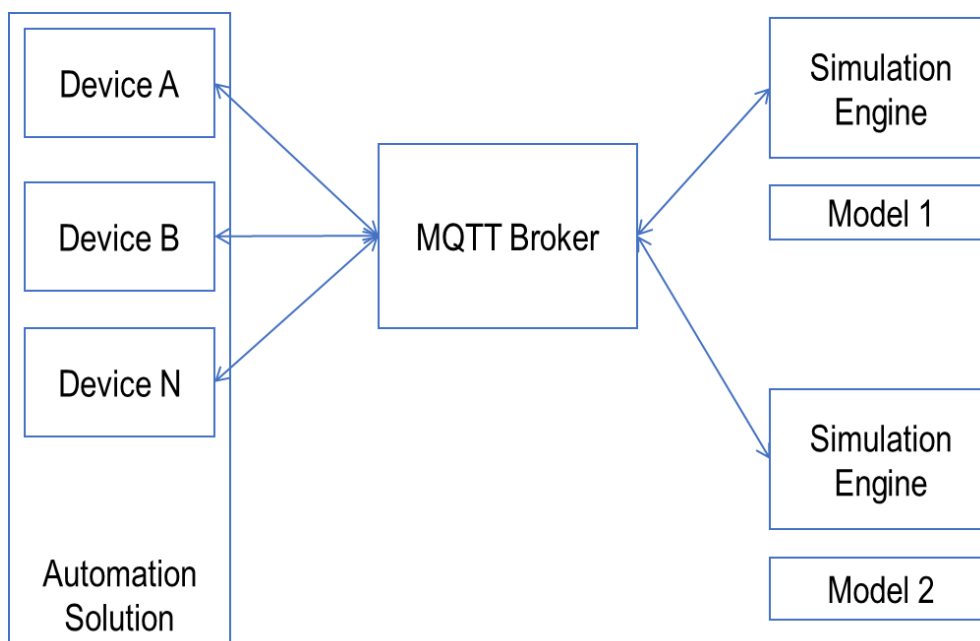 Device A
Device B
Device N
Automation
Solution
MQTT Broker
Simulation
Engine
Model 1
Simulation
Engine
Model 2